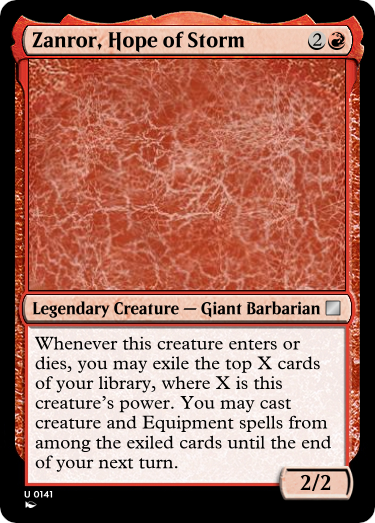 Zanror, Hope of Storm 2
Legendary Creature — Giant Barbarian
Whenever this creature enters or
dies, you may exile the top X cards
of your library, where X is this
creature's power. You may cast
creature and Equipment spells from
among the exiled cards until the end
of your next turn.
2/2
U 0141